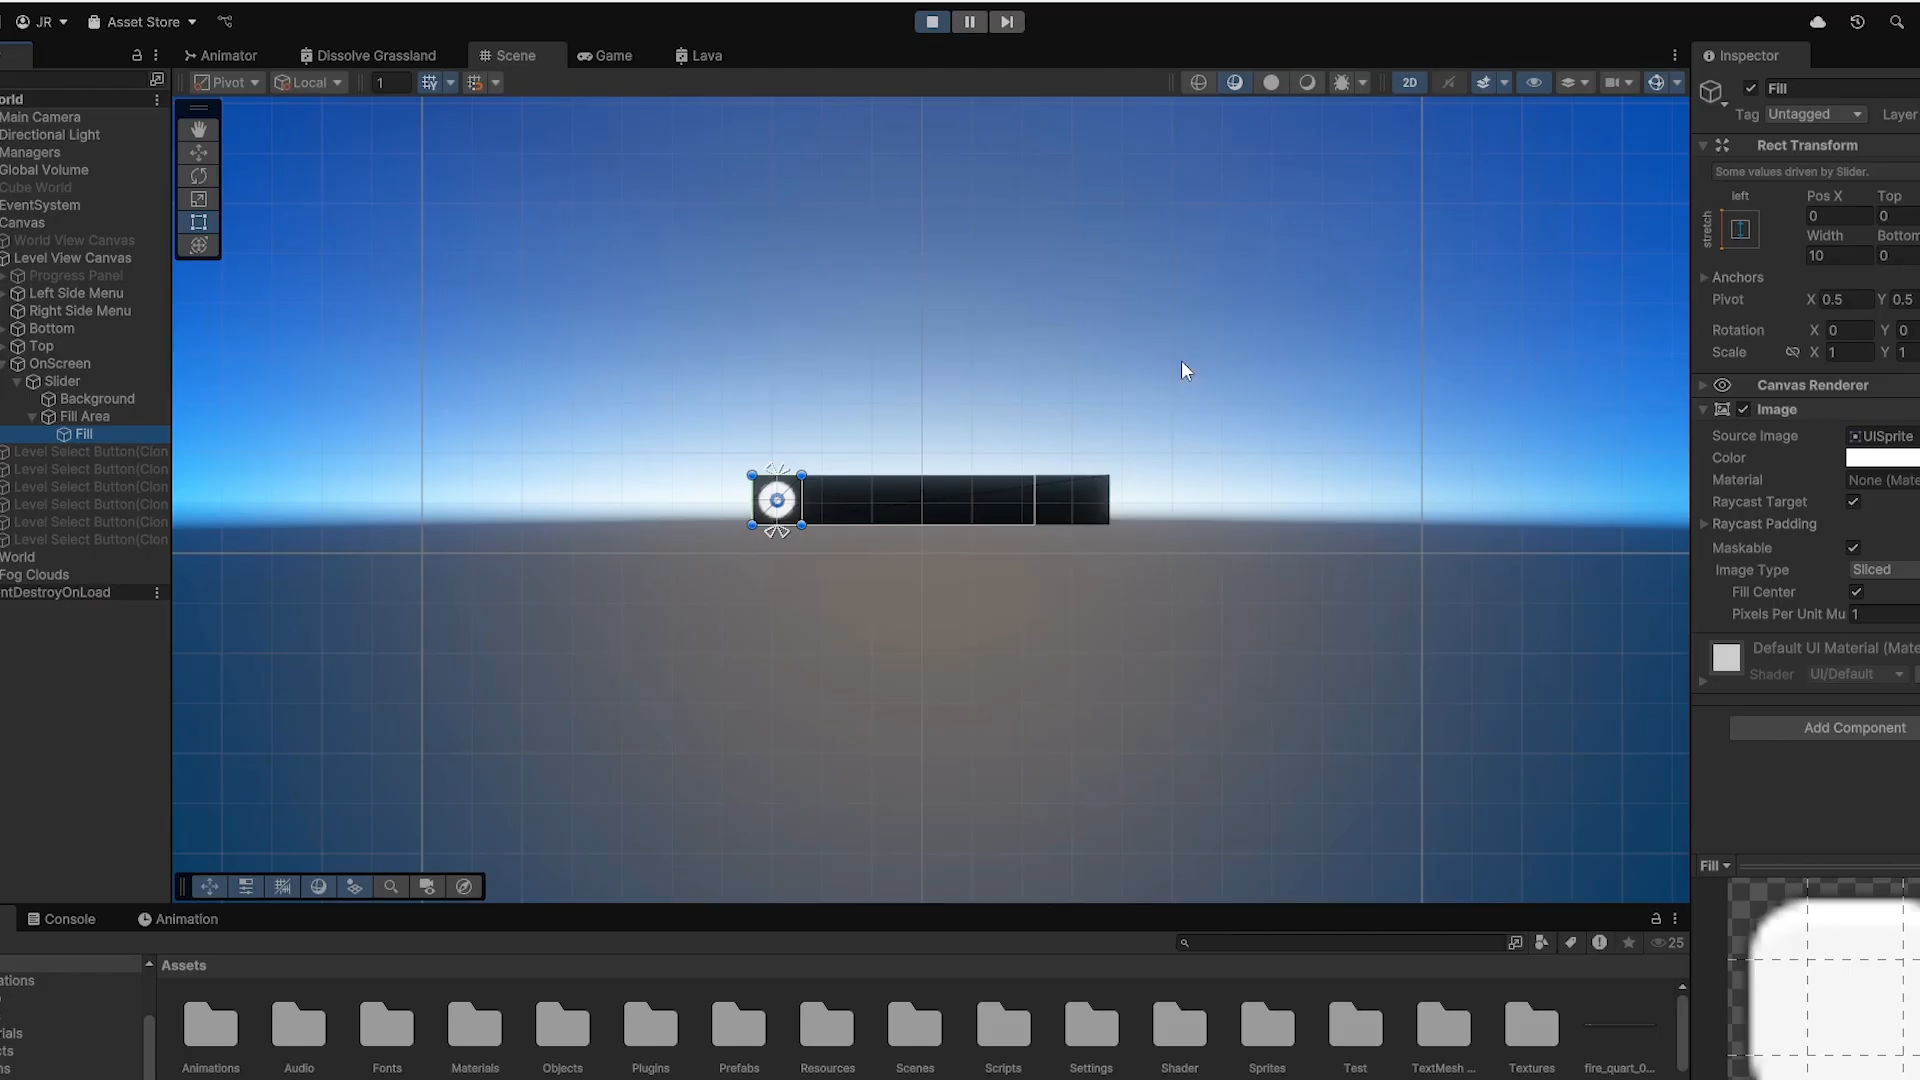 JR
Asset Store
Animator
Dissolve Grassland
Scene
Game
Lava
Inspector
Pivot
Local
1
2D
orld
Main Camera
Directional Light
Managers
Global Volume
Cube World
EventSystem
Canvas
World View Canvas
Level View Canvas
Progress Panel
Left Side Menu
Right Side Menu
Bottom
Top
OnScreen
Slider
Background
Fill Area
Fill
Level Select Button(Clon
Level Select Button(Clon
Level Select Button(Clon
Level Select Button(Clon
Level Select Button(Clon
Level Select Button(Clon
World
Fog Clouds
ntDestroyOnLoad
Fill
Tag Untagged Layer
Rect Transform
Some values driven by Slider.
left Pos X Top
stretch
0 0
Width Bottom
10 0
Anchors
Pivot X 0.5 Y 0.5
Rotation X 0 Y 0
Scale X 1 Y 1
Canvas Renderer
Image
Source Image UISprite
Color
Material None (Mate
Raycast Target
Raycast Padding
Maskable
Image Type Sliced
Fill Center
Pixels Per Unit Mu 1
Default UI Material (Mate
Shader UI/Default
Add Component
Fill
Console
Animation
25
Assets
ations
rials
cts
ns
Animations
Audio
Fonts
Materials
Objects
Plugins
Prefabs
Resources
Scenes
Scripts
Settings
Shader
Sprites
Test
TextMesh ...
Textures
fire_quart_0...